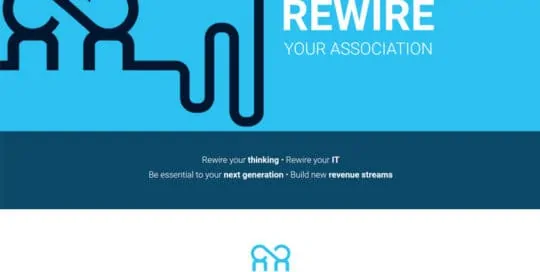 REWIRE
YOUR ASSOCIATION
Rewire your thinking • Rewire your IT
Be essential to your next generation • Build new revenue streams